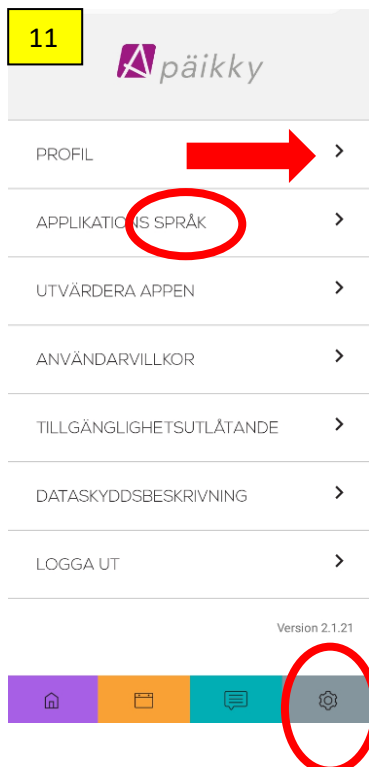 11
päikky
PROFIL
APPLIKATIONS SPRÅK
UTVÄRDERA APPEN
ANVÄNDARVILLKOR
TILLGÄNGLIGHETSUTLÅTANDE
DATASKYDDSBESKRIVNING
LOGGA UT
Version 2.1.21